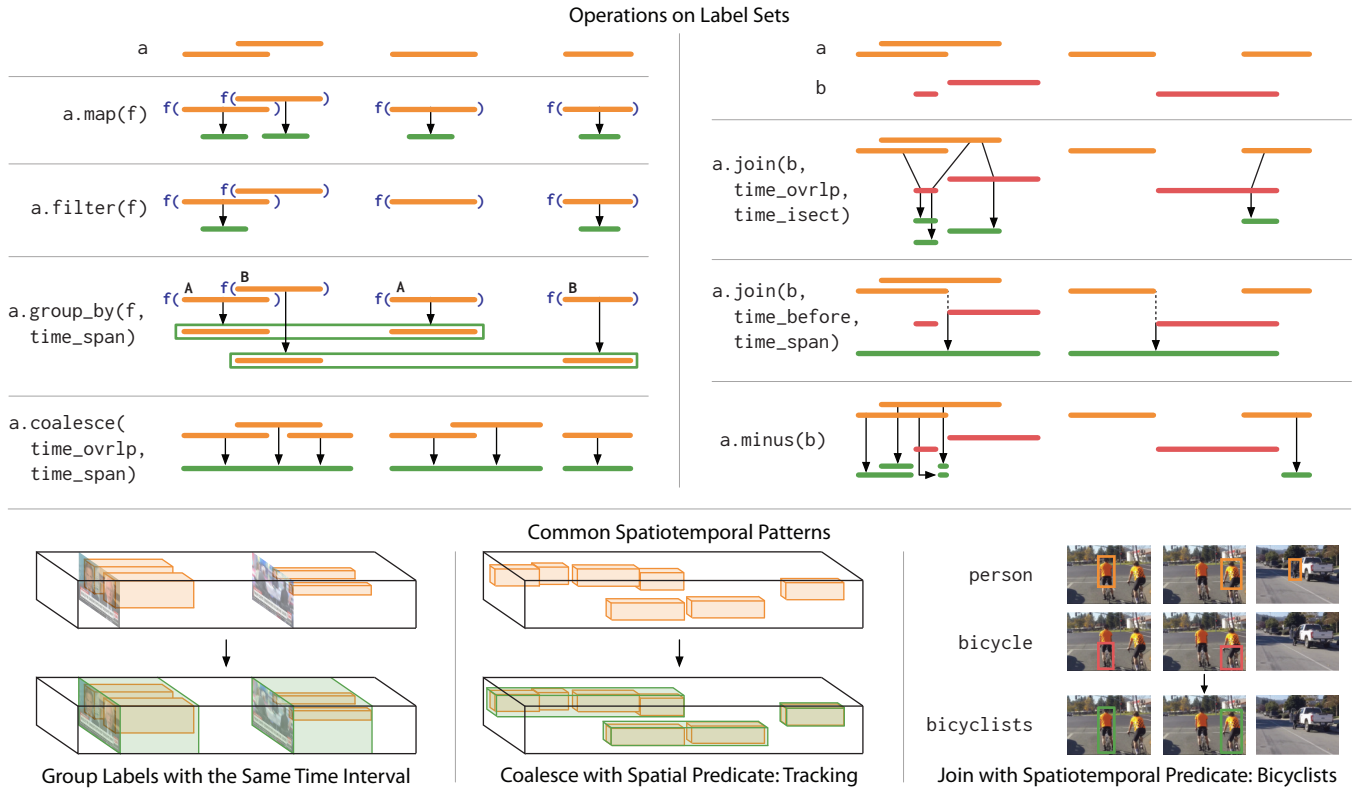 Operations on Label Sets
a
a.map(f)
f( )
f( )
f( )
f( )
a.filter(f)
f( )
f( )
f( )
f( )
a.group_by(f,
time_span)
f( A )
f( B )
f( A )
f( B )
a.coalesce(
time_ovrlp,
time_span)
a
b
a.join(b,
time_ovrlp,
time_isect)
a.join(b,
time_before,
time_span)
a.minus(b)
Common Spatiotemporal Patterns
Group Labels with the Same Time Interval
Coalesce with Spatial Predicate: Tracking
person
bicycle
bicyclists
Join with Spatiotemporal Predicate: Bicyclists